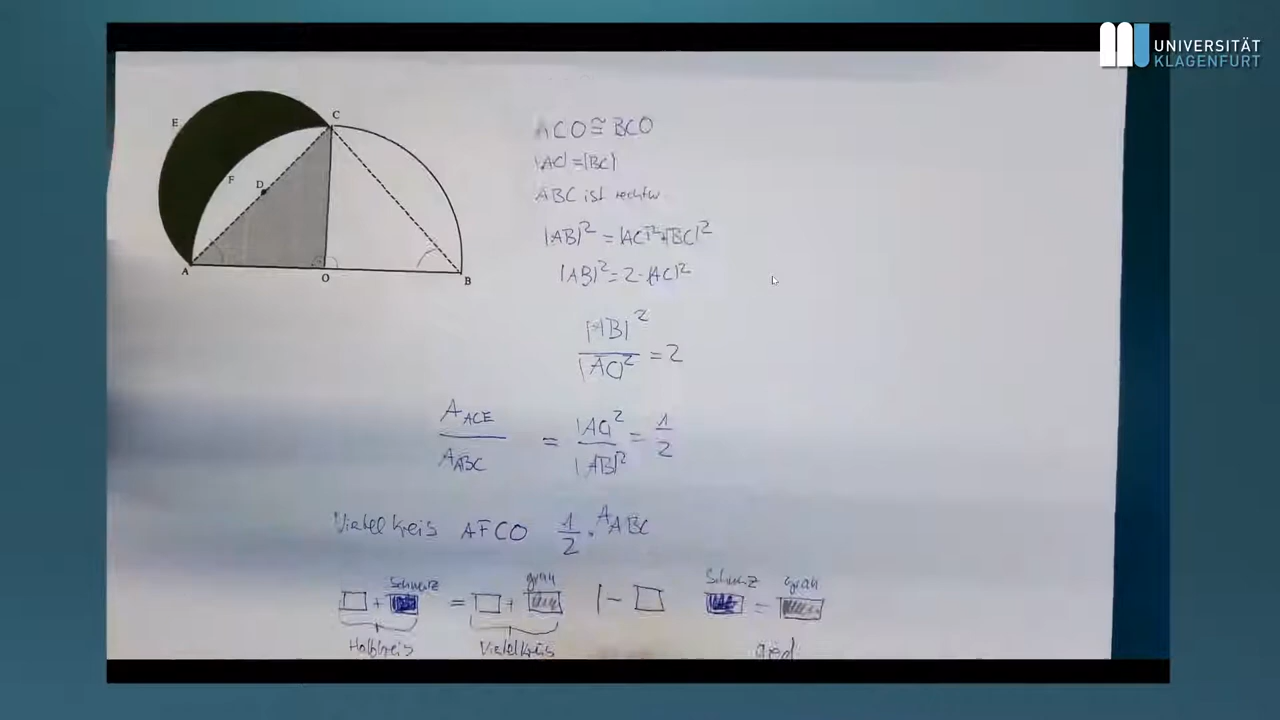 UNIVERSITÄT
KLAGENFURT
E
C
F
D
A
O
B
ACO ≅ BCO
|AC| = |BC|
ABC ist rechtw.
|AB|² = |AC|² + |BC|²
|AB|² = 2 · |AC|²
|AB|²
/ |AC|² = 2
A_ACE / A_ABC = |AC|² / |AB|² = 1/2
Viertelkreis AFCO 1/2 · A_ABC
Schwarz grau Schwarz grau
□ + ■ = □ + ■ | - □ ■ = ■
Halbkreis Viertelkreis
qed